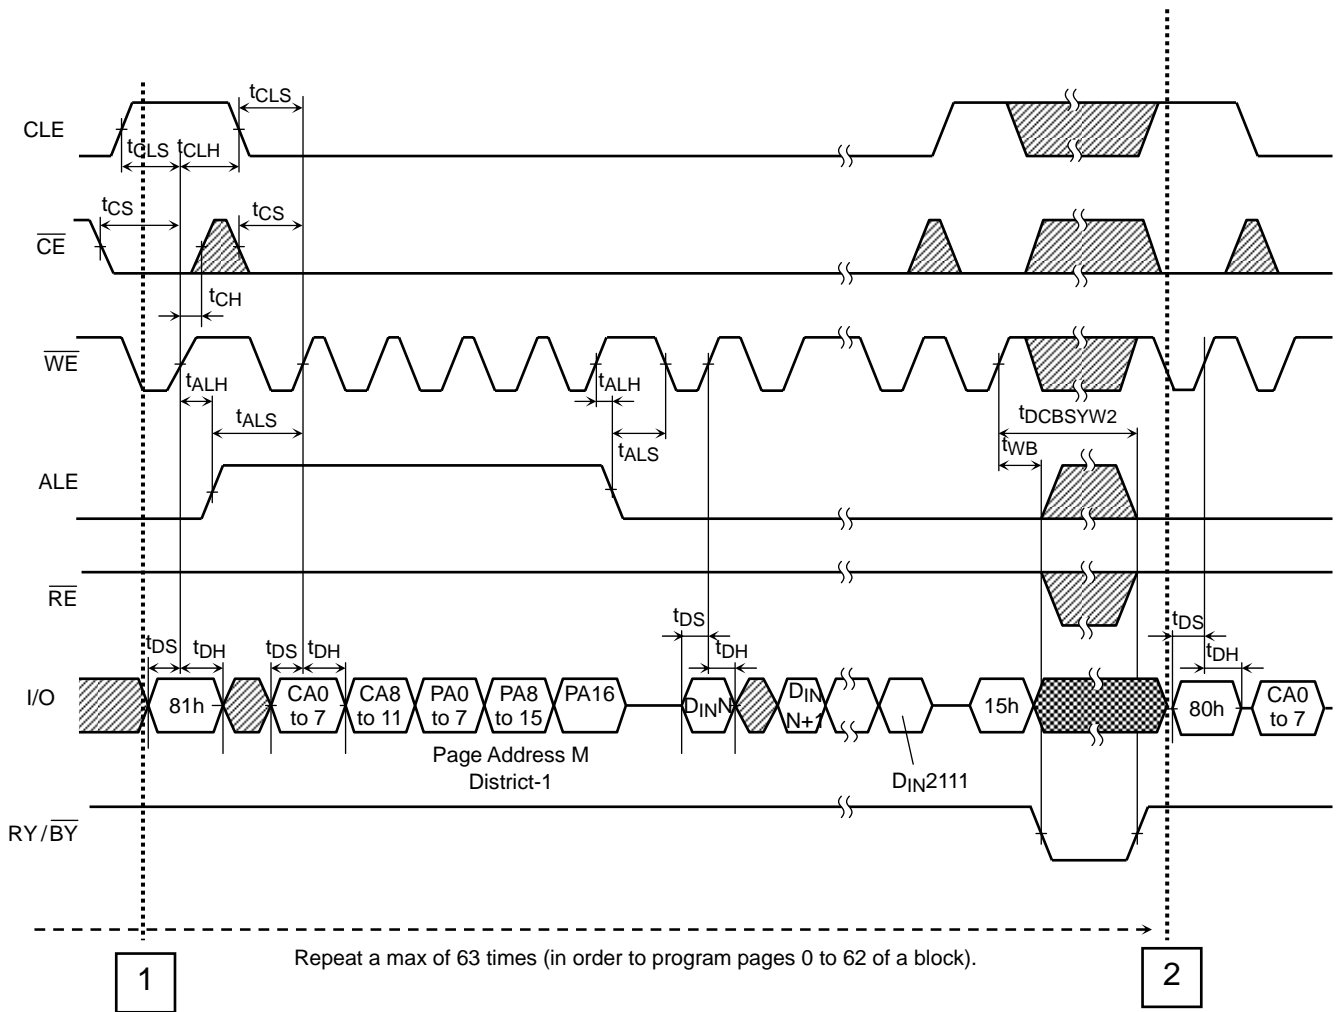 tCLS
CLE
tCLS tCLH
tCS tCS
CE
tCH
WE
tALH tALH
tDCBSYW2
tALS
tALS
tWB
ALE
RE
tDS tDH tDS tDH tDS tDH tDS tDH
I/O
81h
CA0 to 7
CA8 to 11
PA0 to 7
PA8 to 15
PA16
DINN
DIN N+1
15h
80h
CA0 to 7
Page Address M
District-1
DIN2111
RY/BY
Repeat a max of 63 times (in order to program pages 0 to 62 of a block).
1
2